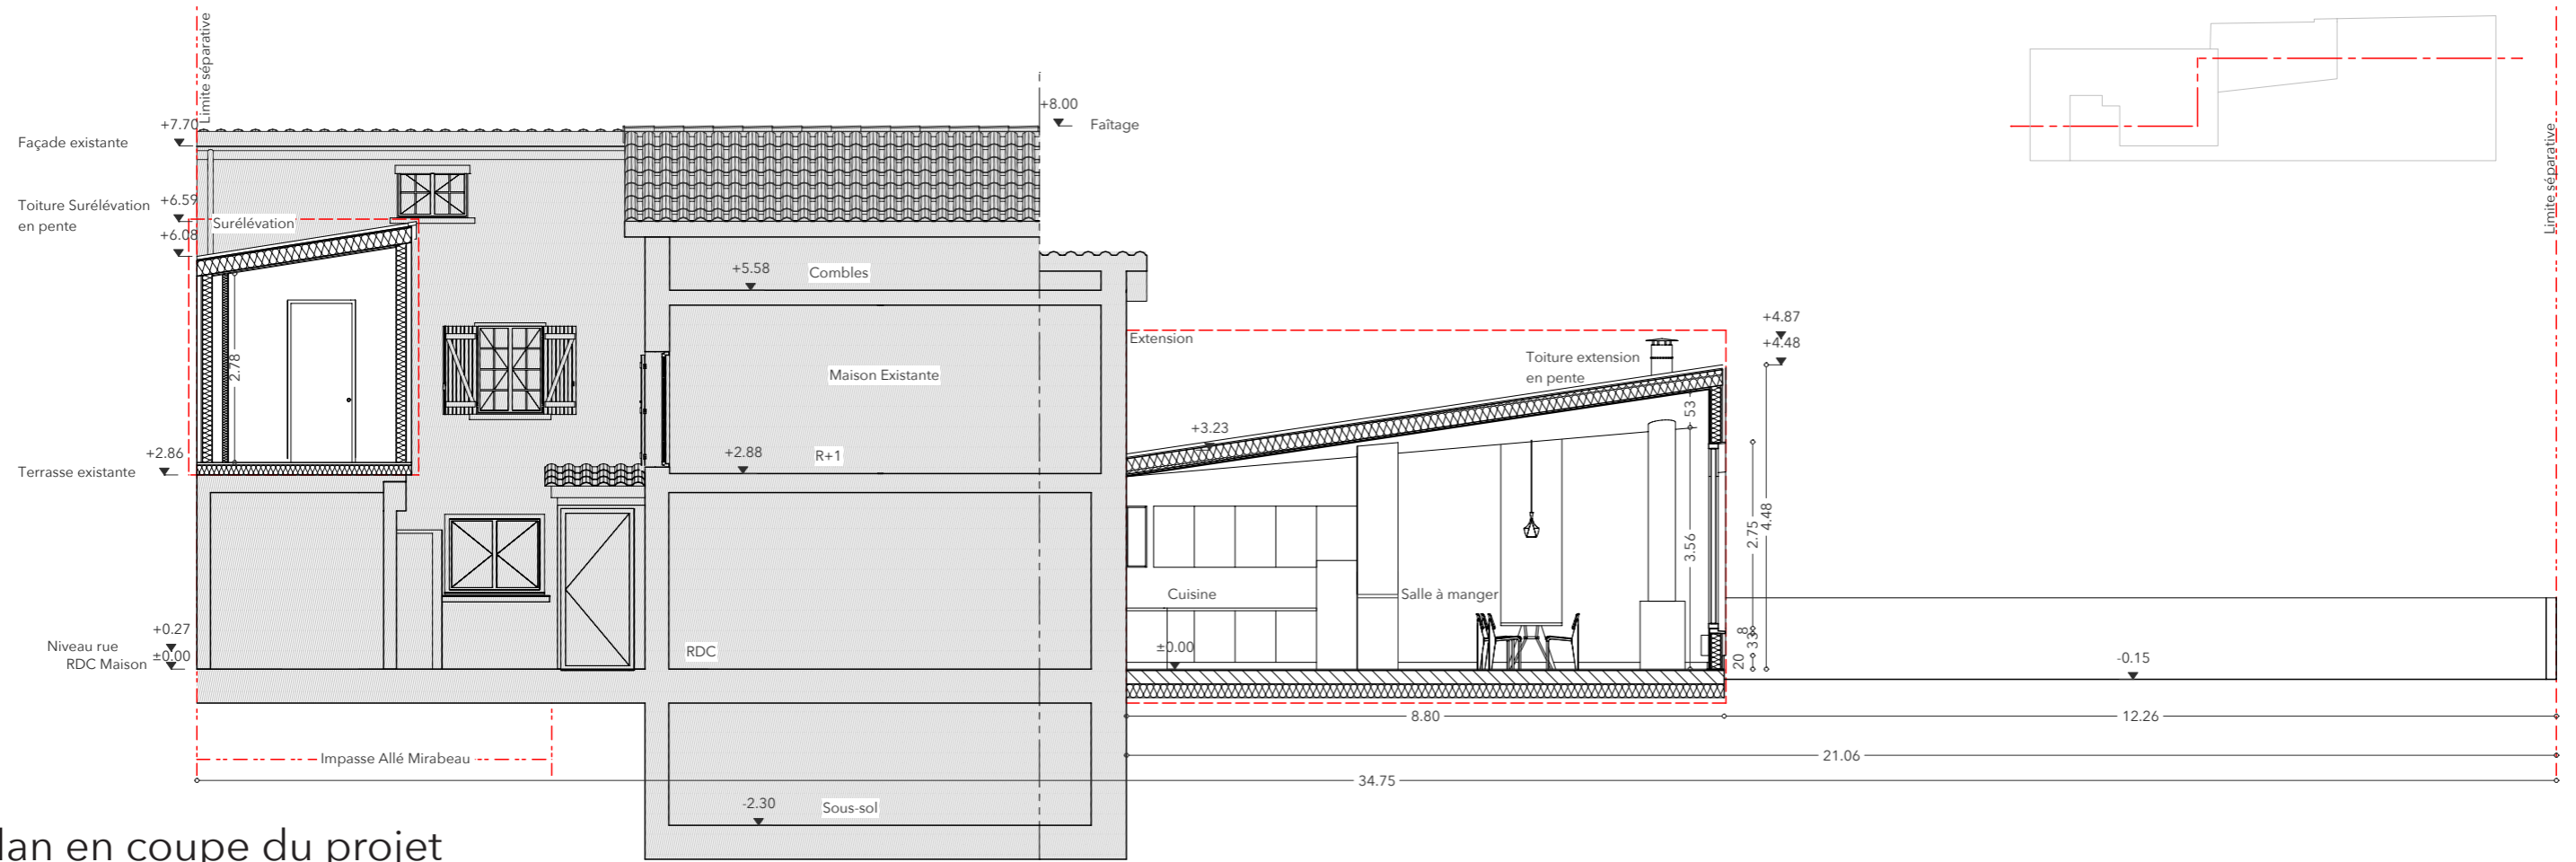 Limite séparative
+7.70
Façade existante
Toiture Surélévation
en pente
+6.59
+6.08
Surélévation
2.78
Terrasse existante
+2.86
+0.27
Niveau rue
RDC Maison
±0.00
+8.00
Faîtage
+5.58
Combles
Maison Existante
+2.88
R+1
RDC
-2.30
Sous-sol
Extension
Toiture extension
en pente
+4.87
+4.48
+3.23
53
3.56
2.75
4.48
8
33
20
Cuisine
Salle à manger
±0.00
-0.15
Limite séparative
8.80
12.26
21.06
34.75
Impasse Allé Mirabeau
lan en coupe du projet